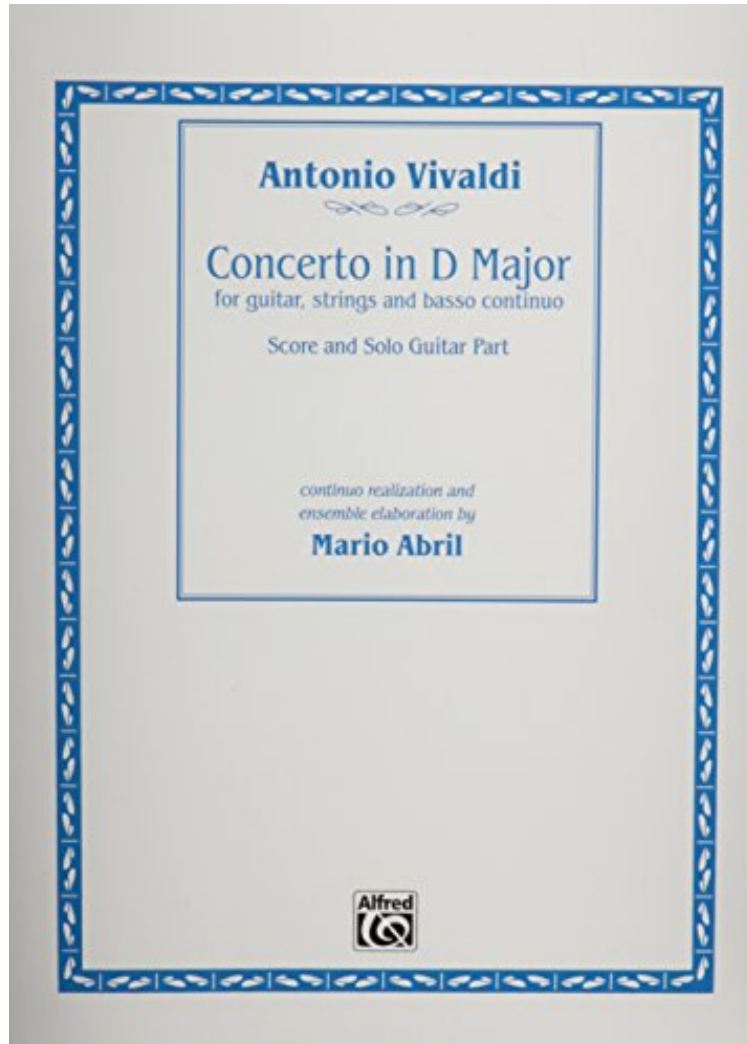 Antonio Vivaldi
Concerto in D Major
for guitar, strings and basso continuo
Score and Solo Guitar Part
continuo realization and
ensemble elaboration by
Mario Abril
Alfred